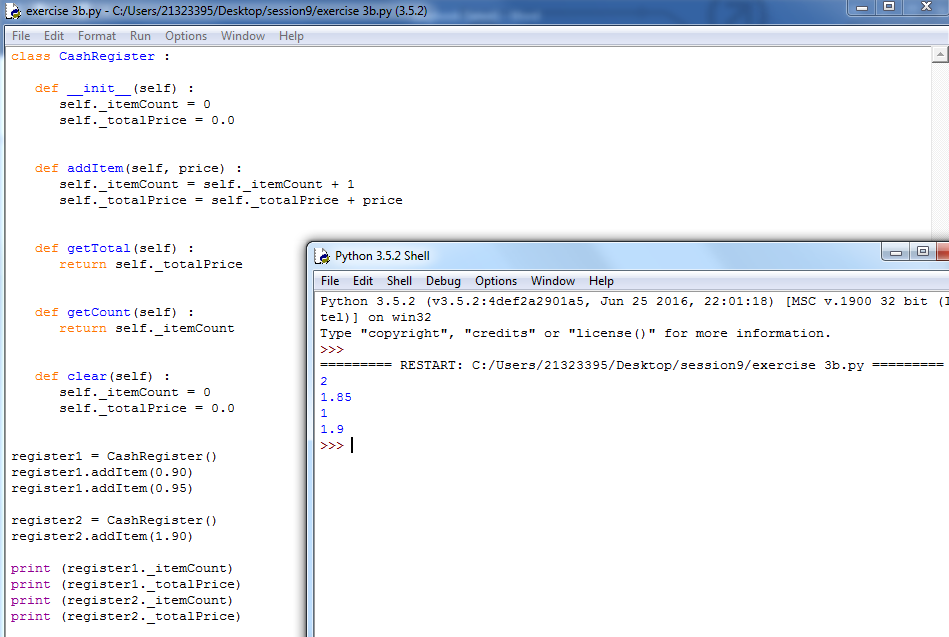 exercise 3b.py - C:/Users/21323395/Desktop/session9/exercise 3b.py (3.5.2)
File Edit Format Run Options Window Help
class CashRegister :
def __init__(self) :
self._itemCount = 0
self._totalPrice = 0.0
def addItem(self, price) :
self._itemCount = self._itemCount + 1
self._totalPrice = self._totalPrice + price
def getTotal(self) :
return self._totalPrice
def getCount(self) :
return self._itemCount
def clear(self) :
self._itemCount = 0
self._totalPrice = 0.0
register1 = CashRegister()
register1.addItem(0.90)
register1.addItem(0.95)
register2 = CashRegister()
register2.addItem(1.90)
print (register1._itemCount)
print (register1._totalPrice)
print (register2._itemCount)
print (register2._totalPrice)
Python 3.5.2 Shell
File Edit Shell Debug Options Window Help
Python 3.5.2 (v3.5.2:4def2a2901a5, Jun 25 2016, 22:01:18) [MSC v.1900 32 bit (
tel)] on win32
Type "copyright", "credits" or "license()" for more information.
>>>
========= RESTART: C:/Users/21323395/Desktop/session9/exercise 3b.py =========
2
1.85
1
1.9
>>>